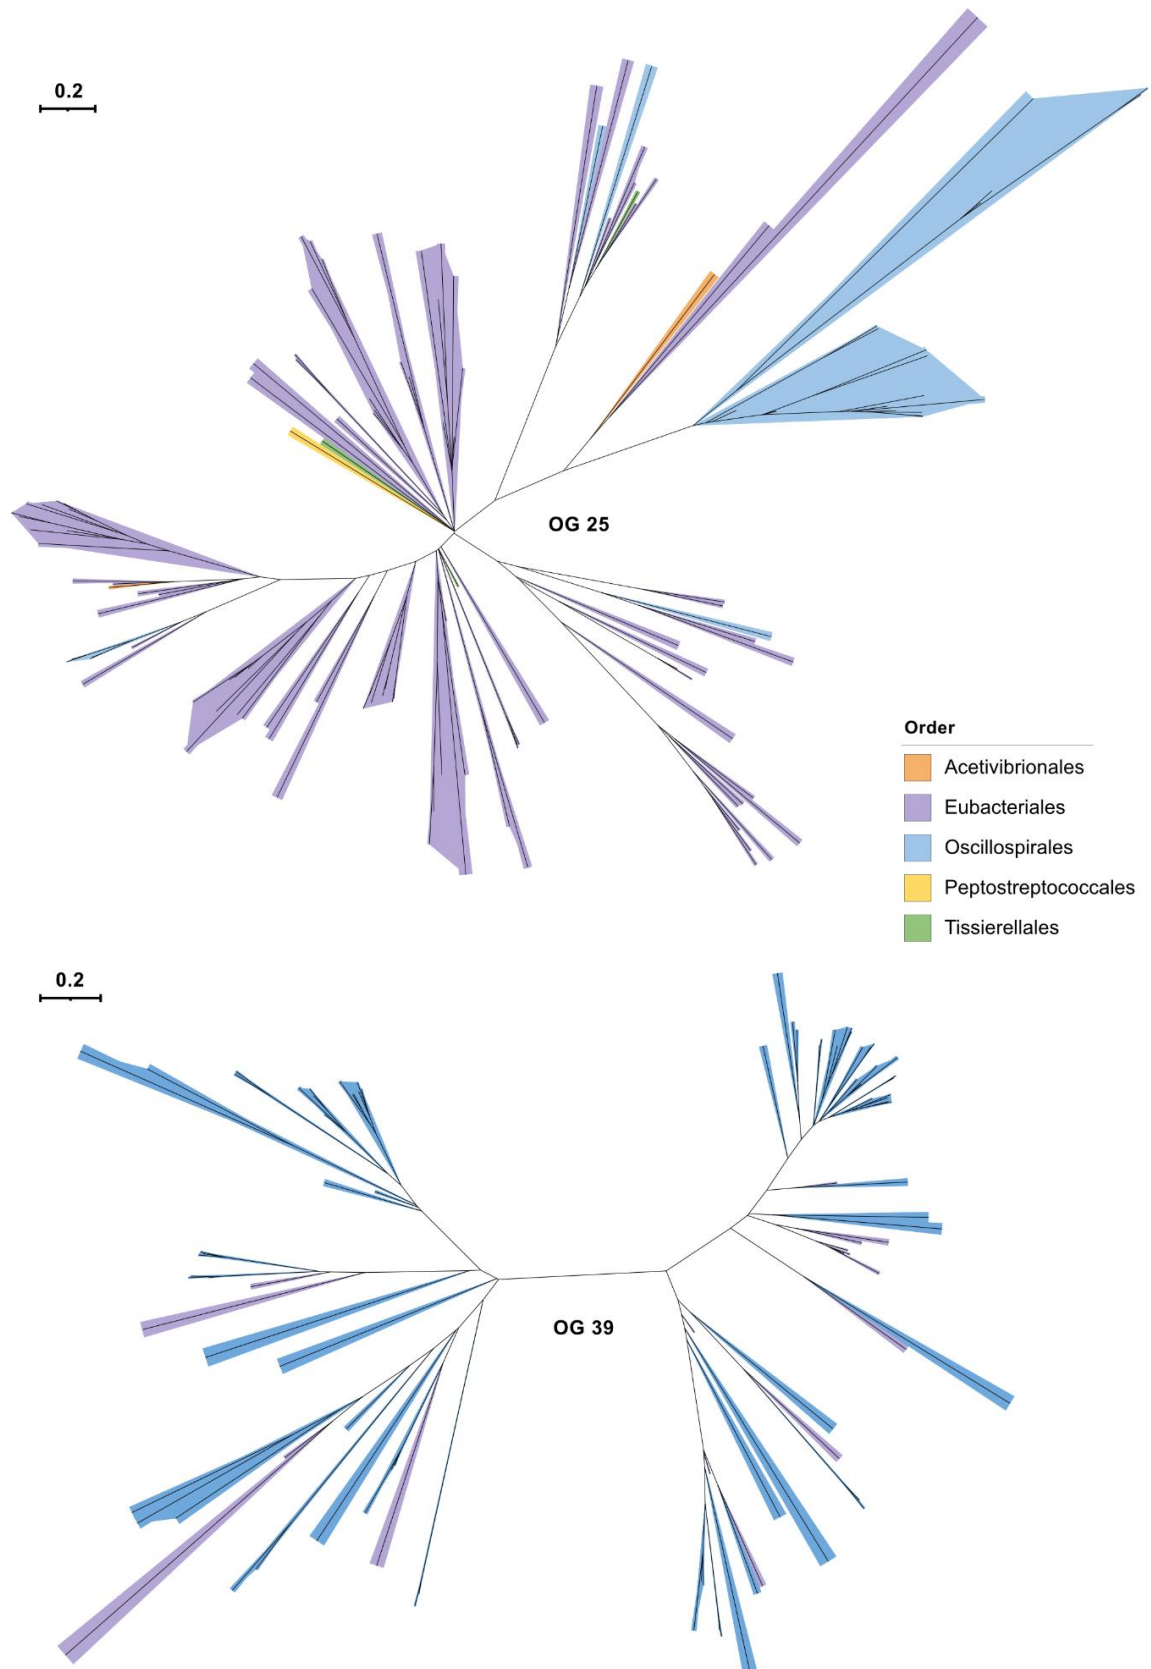 0.2
OG 25
Order
Acetivibrionales
Eubacteriales
Oscillospirales
Peptostreptococcales
Tissierellales
0.2
OG 39